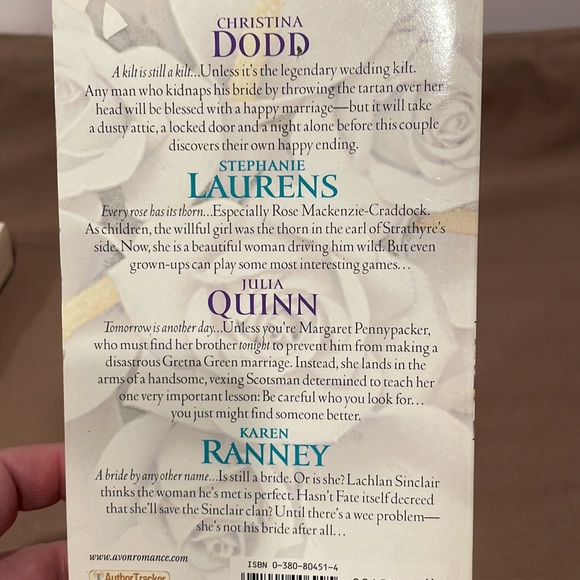 CHRISTINA
DODD
A kilt is still a kilt...Unless it's the legendary wedding kilt.
Any man who kidnaps his bride by throwing the tartan over her
head will be blessed with a happy marriage—but it will take
a dusty attic, a locked door and a night alone before this couple
discovers their own happy ending.
STEPHANIE
LAURENS
Every rose has its thorn...Especially Rose Mackenzie-Craddock.
As children, the willful girl was the thorn in the earl of Strathyre's
side. Now, she is a beautiful woman driving him wild. But even
grown-ups can play some most interesting games...
JULIA
QUINN
Tomorrow is another day...Unless you're Margaret Pennypacker,
who must find her brother tonight to prevent him from making a
disastrous Gretna Green marriage. Instead, she lands in the
arms of a handsome, vexing Scotsman determined to teach her
one very important lesson: Be careful who you look for...
you just might find someone better.
KAREN
RANNEY
A bride by any other name...Is still a bride. Or is she? Lachlan Sinclair
thinks the woman he's met is perfect. Hasn't Fate itself decreed
that she'll save the Sinclair clan? Until there's a wee problem—
she's not his bride after all...
www.avonromance.com
ISBN 0-380-80451-4
AuthorTracker